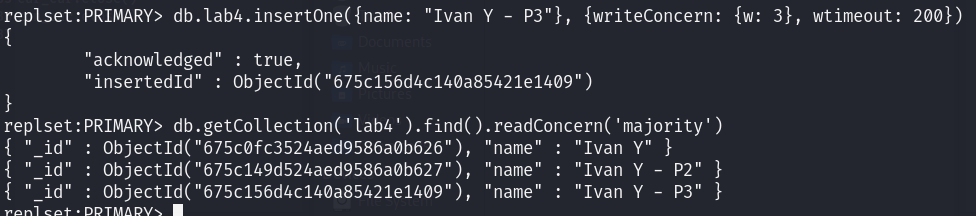 replset:PRIMARY> db.lab4.insertOne({name: "Ivan Y - P3"}, {writeConcern: {w: 3}, wtimeout: 200})
{
        "acknowledged" : true,
        "insertedId" : ObjectId("675c156d4c140a85421e1409")
}
replset:PRIMARY> db.getCollection('lab4').find().readConcern('majority')
{ "_id" : ObjectId("675c0fc3524aed9586a0b626"), "name" : "Ivan Y" }
{ "_id" : ObjectId("675c149d524aed9586a0b627"), "name" : "Ivan Y - P2" }
{ "_id" : ObjectId("675c156d4c140a85421e1409"), "name" : "Ivan Y - P3" }
replset:PRIMARY>
Documents